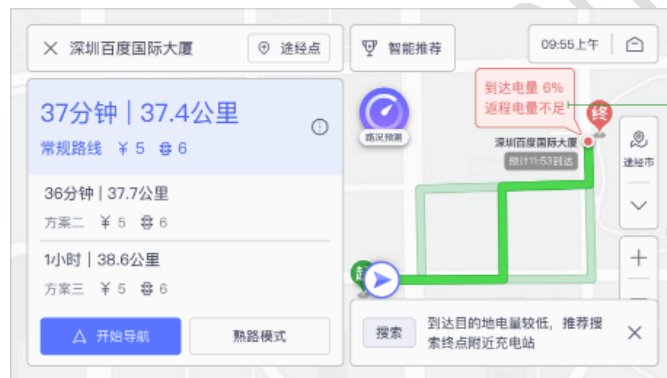 深圳百度国际大厦
途经点
智能推荐
09:55上午
37分钟 | 37.4公里
常规路线 ¥ 5 6
36分钟 | 37.7公里
方案二 ¥ 5 6
1小时 | 38.6公里
方案三 ¥ 5 6
开始导航
熟路模式
路况预测
到达电量 6%
返程电量不足
终
深圳百度国际大厦
预计11:53到达
途经市
起
搜索
到达目的地电量较低，推荐搜
索终点附近充电站